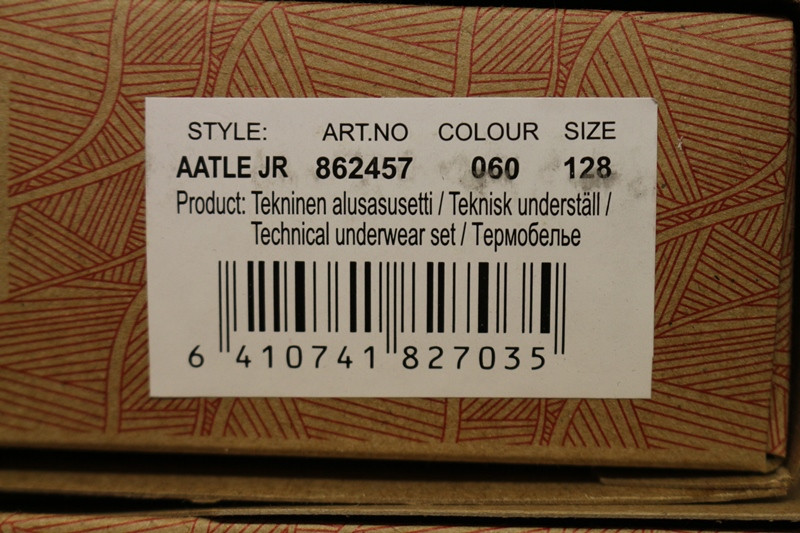 STYLE: ART.NO COLOUR SIZE
AATLE JR 862457 060 128
Product: Tekninen alusasusetti / Teknisk underställ /
Technical underwear set / Термобелье
6 410741 827035